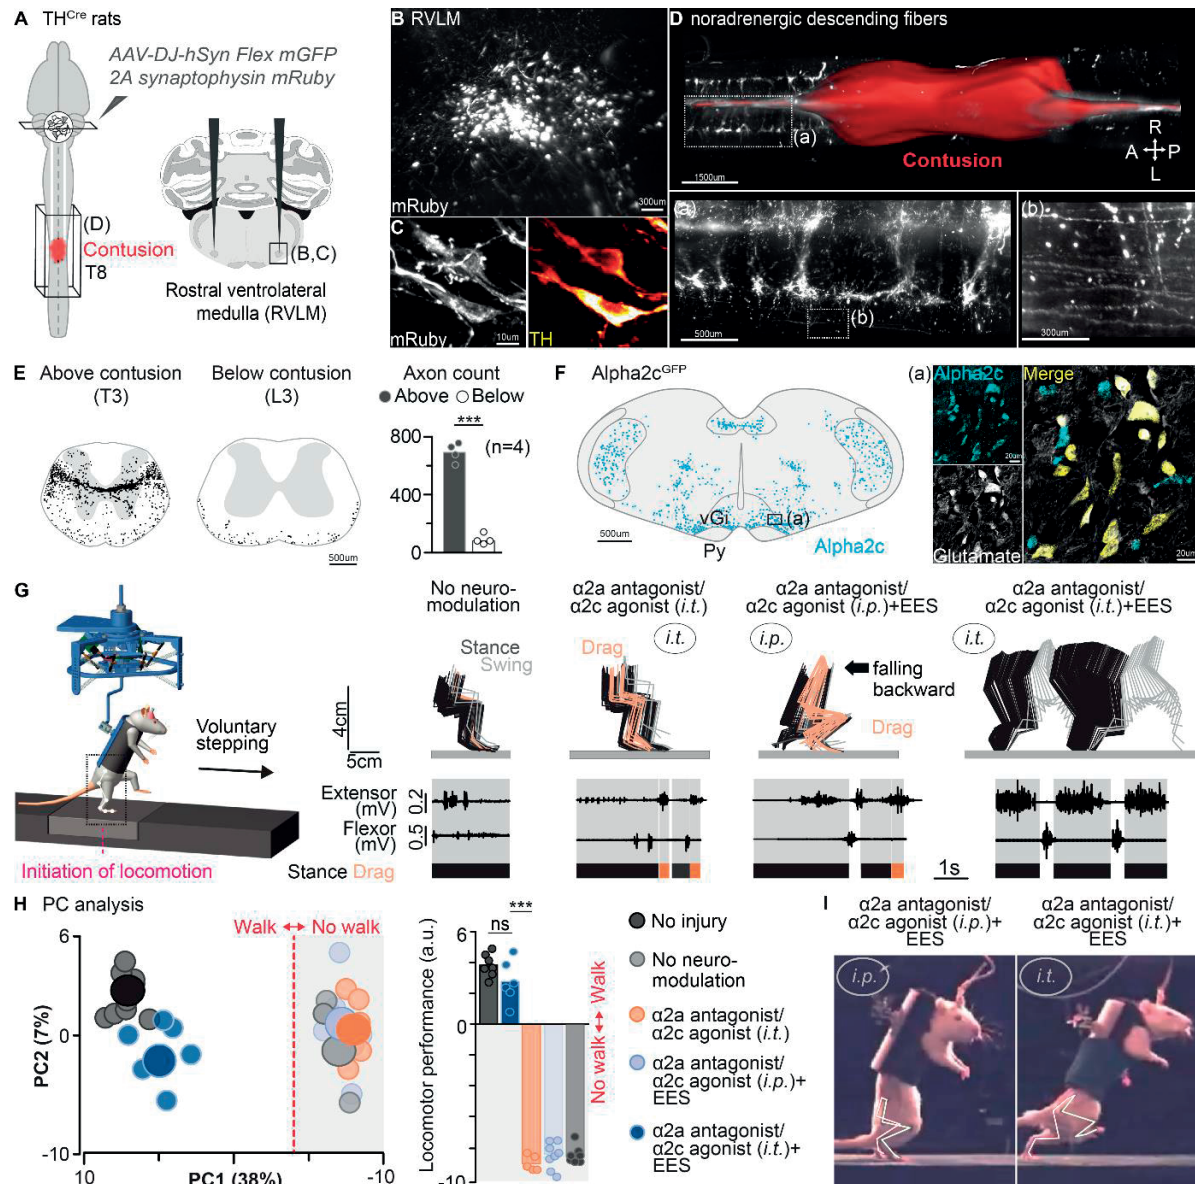 A TH^Cre rats
AAV-DJ-hSyn Flex mGFP
2A synaptophysin mRuby
(D)
Contusion
T8
(B,C)
Rostral ventrolateral
medulla (RVLM)
B RVLM
mRuby
300um
C
mRuby
10um
TH
D noradrenergic descending fibers
(a)
Contusion
1500um
R
A P
L
(a)
(b)
500um
(b)
300um
E Above contusion
(T3)
Below contusion
(L3)
500um
Axon count
Above Below
***
(n=4)
800
400
0
F Alpha2c^GFP
vGi
(a)
Py
500um
Alpha2c
(a)
Alpha2c
20um
Glutamate
Merge
20um
G
Voluntary
stepping
Initiation of locomotion
4cm
5cm
No neuro-
modulation
Stance
Swing
α2a antagonist/
α2c agonist (i.t.)
i.t.
Drag
α2a antagonist/
α2c agonist (i.p.)+EES
i.p.
falling
backward
Drag
α2a antagonist/
α2c agonist (i.t.)+EES
i.t.
Extensor
(mV)
0.2
Flexor
(mV)
0.5
Stance Drag
1s
H PC analysis
Walk No walk
6
0
-10
PC2 (7%)
10
PC1 (38%)
-10
Locomotor performance (a.u.)
6
0
-10
ns
***
No walk Walk
No injury
No neuro-
modulation
α2a antagonist/
α2c agonist (i.t.)
α2a antagonist/
α2c agonist (i.p.)+
EES
α2a antagonist/
α2c agonist (i.t.)+
EES
I α2a antagonist/
α2c agonist (i.p.)+
EES
i.p.
α2a antagonist/
α2c agonist (i.t.)+
EES
i.t.